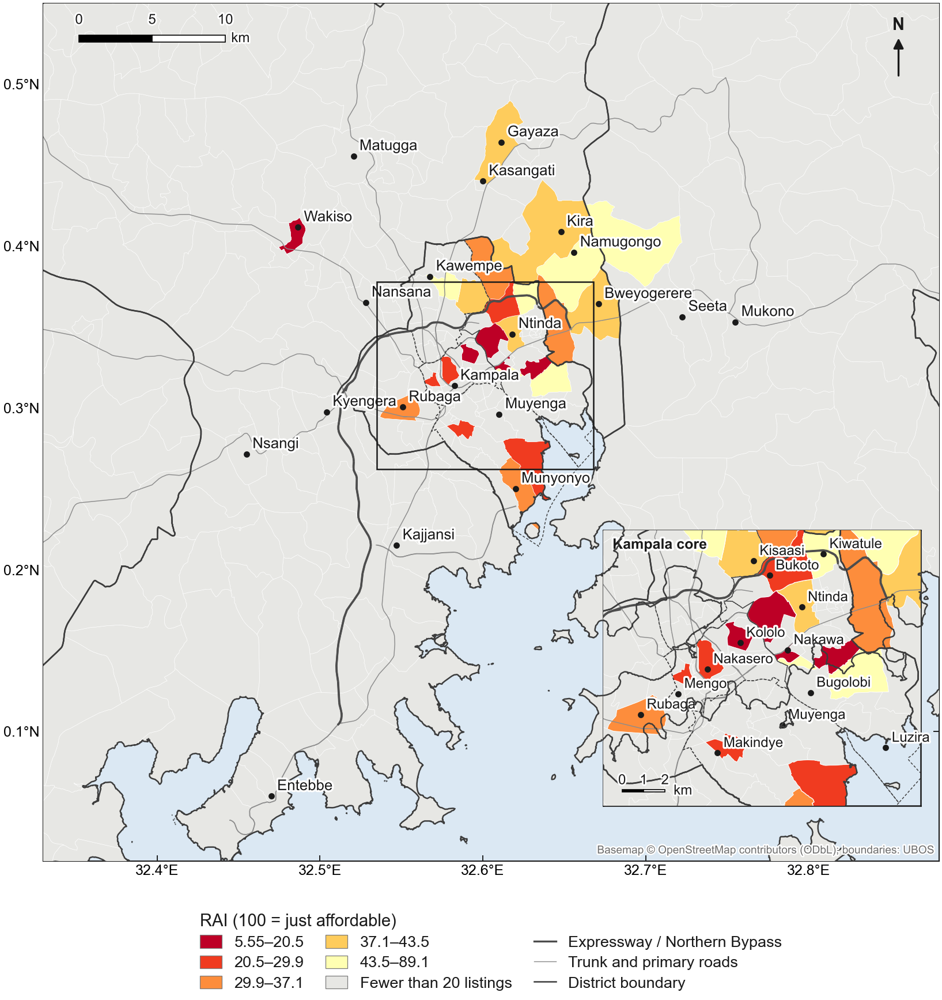 0 5 10
km
N
0.5°N
Gayaza
Matugga
Kasangati
Wakiso
Kira
0.4°N
Namugongo
Kawempe
Nansana
Bweyogerere
Seeta
Mukono
Ntinda
Kampala
Kyengera
Rubaga
Muyenga
0.3°N
Nsangi
Munyonyo
Kajjansi
Kampala core
Kiwatule
Kisaasi
Bukoto
0.2°N
Ntinda
Kololo
Nakawa
Nakasero
Mengo
Bugolobi
Rubaga
Muyenga
0.1°N
Luzira
Makindye
0 1 2
km
Entebbe
Basemap © OpenStreetMap contributors (ODbL); boundaries: UBOS
32.4°E 32.5°E 32.6°E 32.7°E 32.8°E
RAI (100 = just affordable)
5.55–20.5
20.5–29.9
29.9–37.1
37.1–43.5
43.5–89.1
Fewer than 20 listings
Expressway / Northern Bypass
Trunk and primary roads
District boundary